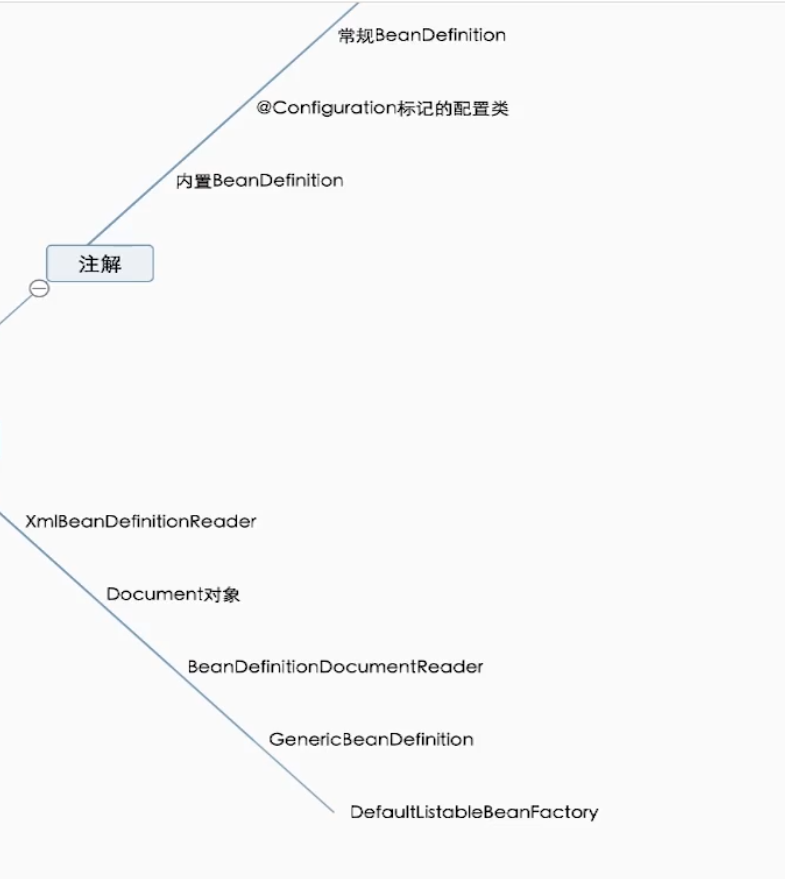 常规BeanDefinition
@Configuration标记的配置类
内置BeanDefinition
注解
XmlBeanDefinitionReader
Document对象
BeanDefinitionDocumentReader
GenericBeanDefinition
DefaultListableBeanFactory